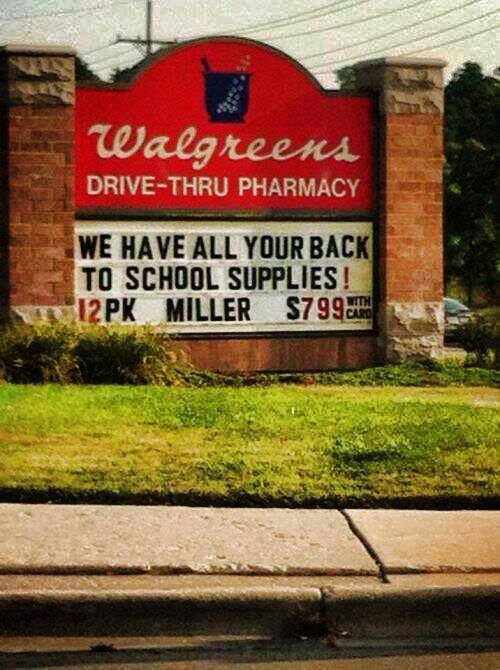 Walgreens
DRIVE-THRU PHARMACY
WE HAVE ALL YOUR BACK
TO SCHOOL SUPPLIES!
12PK MILLER $799 WITH CARD